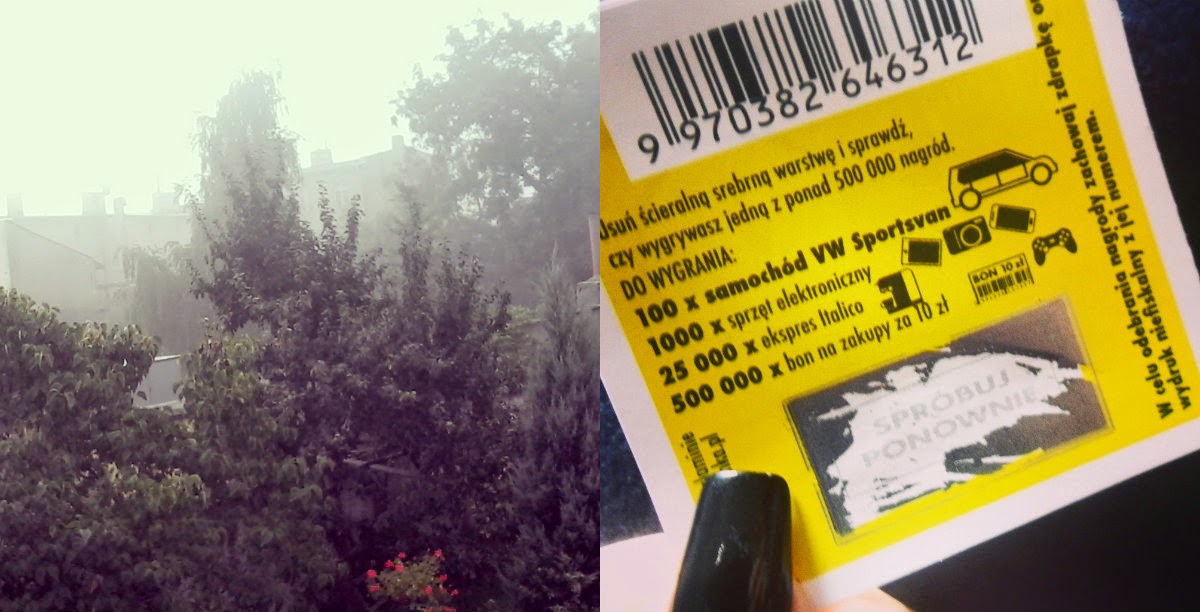 9 970382 646312
Usuń ścieralną srebrną warstwę i sprawdź,
czy wygrywasz jedną z ponad 500 000 nagród.
DO WYGRANIA:
100 x samochód VW Sportsvan
1000 x sprzęt elektroniczny
25 000 x ekspres Italico
500 000 x bon na zakupy za 10 zł
BON 10 zł
SPRÓBUJ
PONOWNIE
W celu odebrania nagrody zachowaj zdrapkę
wydruk niefiskalny z jej numerem.